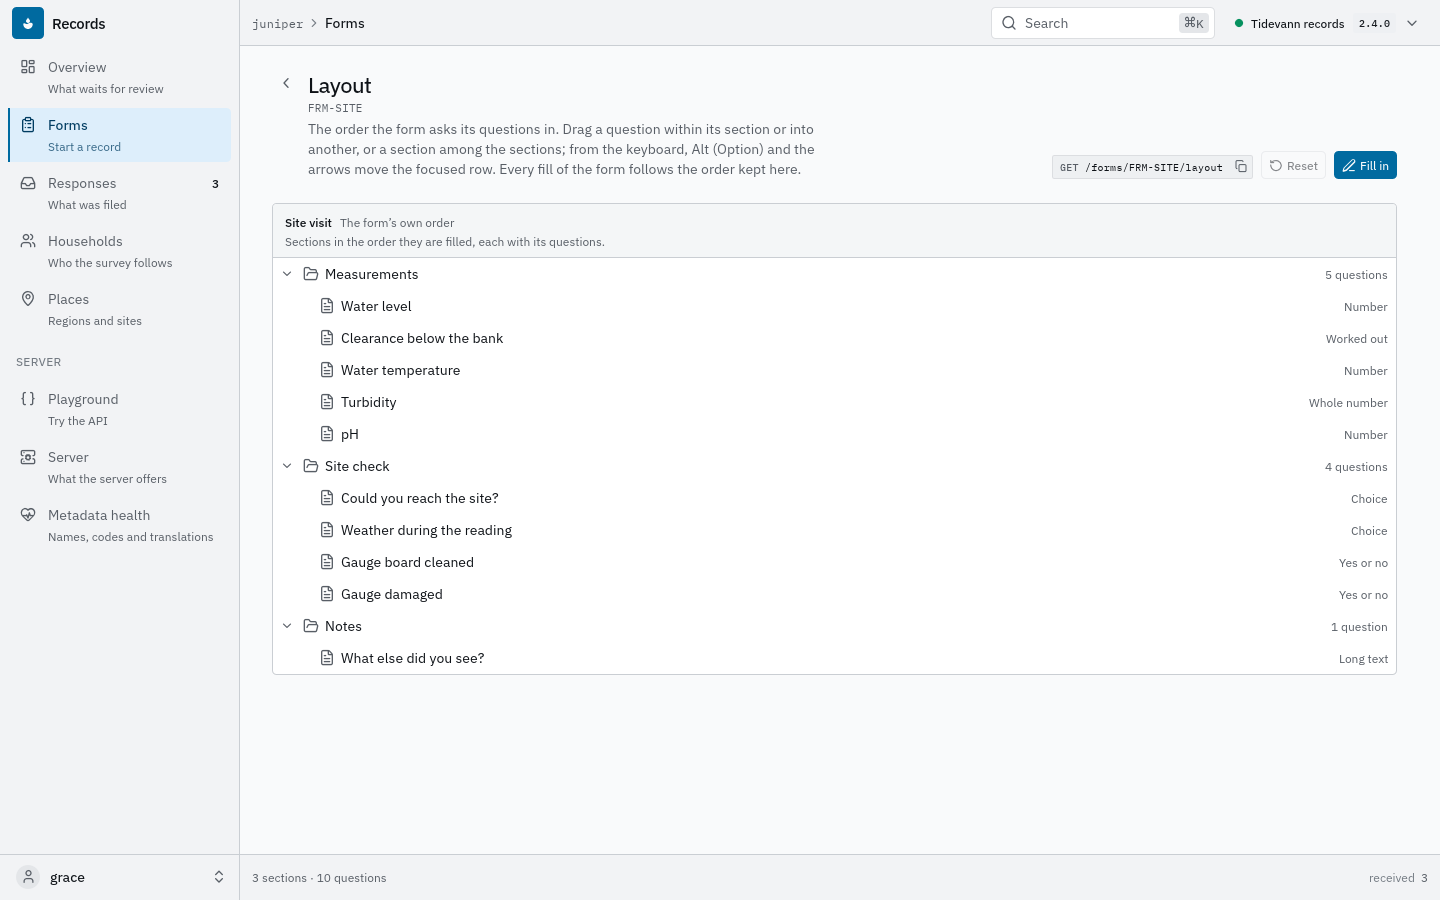 Records
Overview
What waits for review
Forms
Start a record
Responses 3
What was filed
Households
Who the survey follows
Places
Regions and sites
SERVER
Playground
Try the API
Server
What the server offers
Metadata health
Names, codes and translations
grace
juniper Forms
Search ⌘K
Tidevann records 2.4.0
Layout
FRM-SITE
The order the form asks its questions in. Drag a question within its section or into
another, or a section among the sections; from the keyboard, Alt (Option) and the
arrows move the focused row. Every fill of the form follows the order kept here.
GET /forms/FRM-SITE/layout
Reset
Fill in
Site visit The form’s own order
Sections in the order they are filled, each with its questions.
Measurements 5 questions
Water level Number
Clearance below the bank Worked out
Water temperature Number
Turbidity Whole number
pH Number
Site check 4 questions
Could you reach the site? Choice
Weather during the reading Choice
Gauge board cleaned Yes or no
Gauge damaged Yes or no
Notes 1 question
What else did you see? Long text
3 sections · 10 questions
received 3